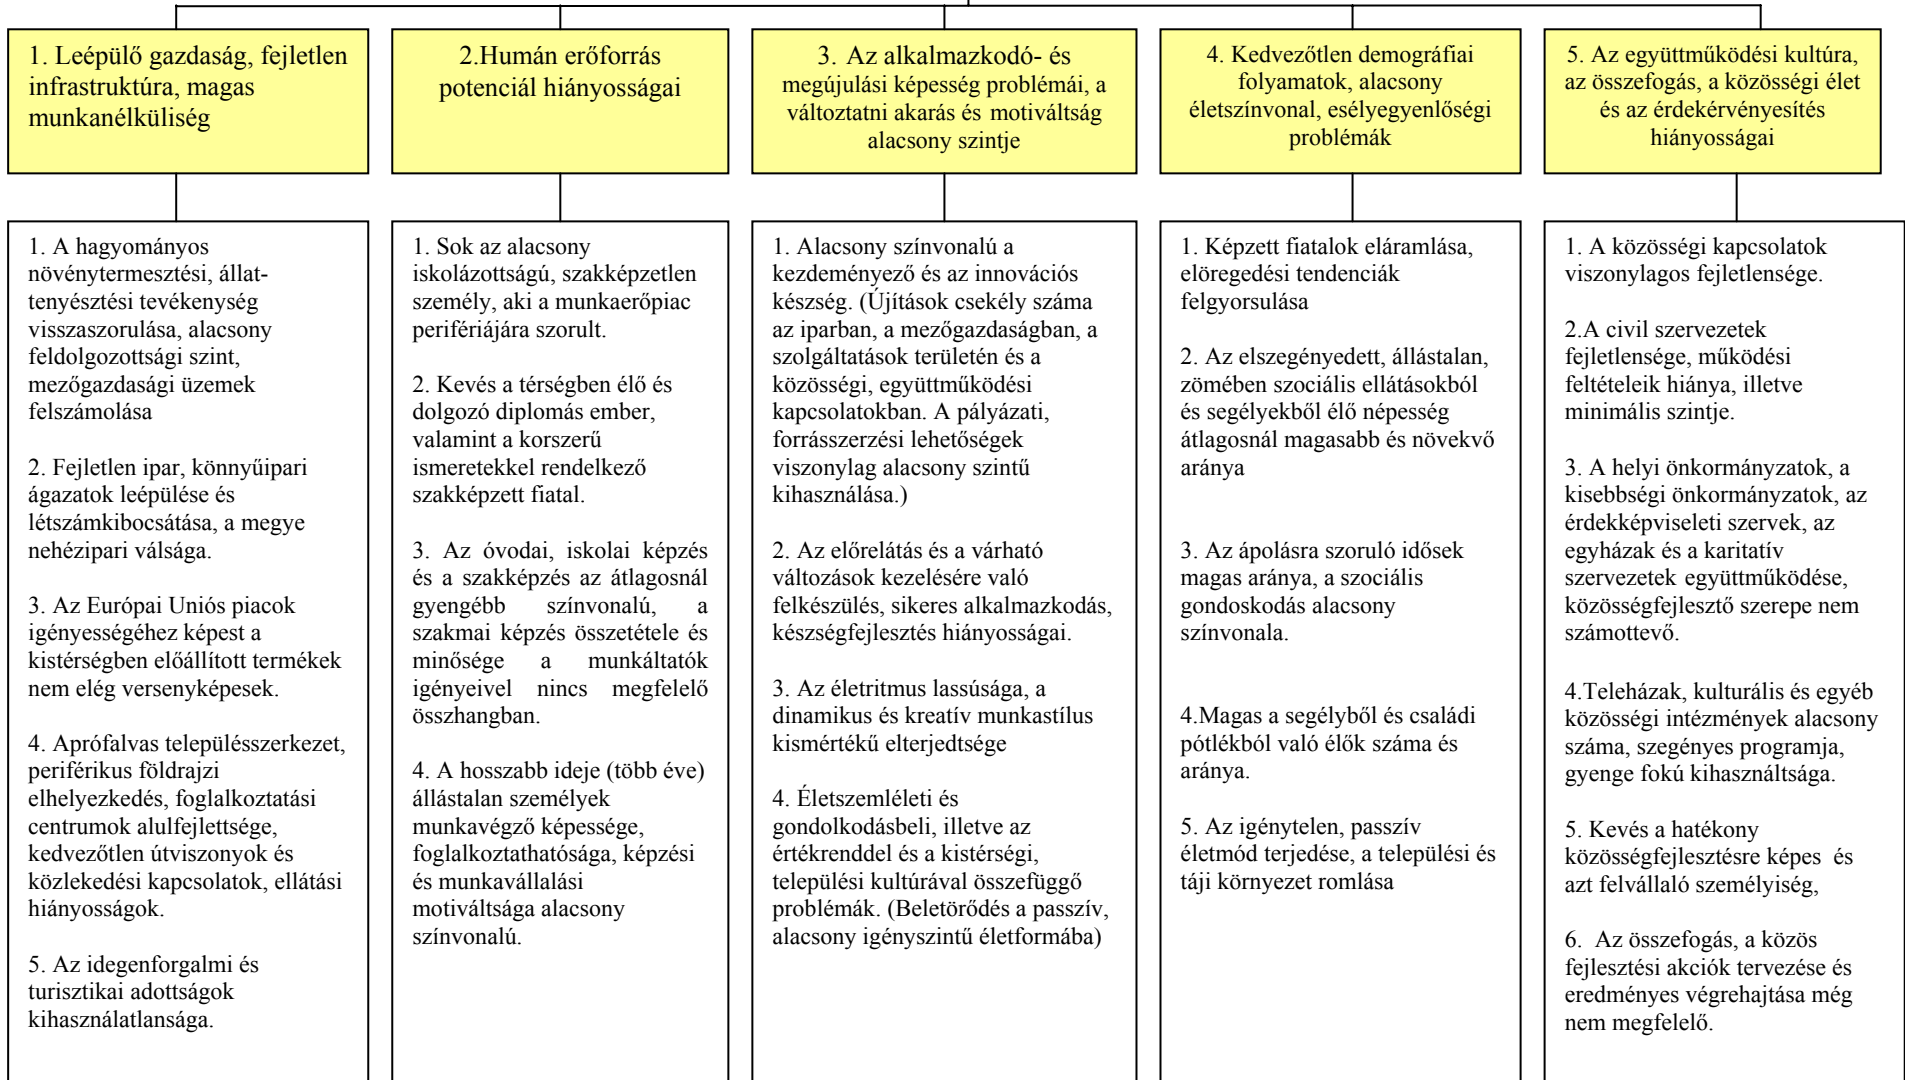 1. Leépülő gazdaság, fejletlen
infrastruktúra, magas
munkanélküliség
2.Humán erőforrás
potenciál hiányosságai
3. Az alkalmazkodó- és
megújulási képesség problémái, a
változtatni akarás és motiváltság
alacsony szintje
4. Kedvezőtlen demográfiai
folyamatok, alacsony
életszínvonal, esélyegyenlőségi
problémák
5. Az együttműködési kultúra,
az összefogás, a közösségi élet
és az érdekérvényesítés
hiányosságai
1. A hagyományos
növénytermesztési, állat-
tenyésztési tevékenység
visszaszorulása, alacsony
feldolgozottsági szint,
mezőgazdasági üzemek
felszámolása
2. Fejletlen ipar, könnyűipari
ágazatok leépülése és
létszámkibocsátása, a megye
nehézipari válsága.
3. Az Európai Uniós piacok
igényességéhez képest a
kistérségben előállított termékek
nem elég versenyképesek.
4. Aprófalvas településszerkezet,
periférikus földrajzi
elhelyezkedés, foglalkoztatási
centrumok alulfejlettsége,
kedvezőtlen útviszonyok és
közlekedési kapcsolatok, ellátási
hiányosságok.
5. Az idegenforgalmi és
turisztikai adottságok
kihasználatlansága.
1. Sok az alacsony
iskolázottságú, szakképzetlen
személy, aki a munkaerőpiac
perifériájára szorult.
2. Kevés a térségben élő és
dolgozó diplomás ember,
valamint a korszerű
ismeretekkel rendelkező
szakképzett fiatal.
3. Az óvodai, iskolai képzés
és a szakképzés az átlagosnál
gyengébb színvonalú, a
szakmai képzés összetétele és
minősége a munkáltatók
igényeivel nincs megfelelő
összhangban.
4. A hosszabb ideje (több éve)
állástalan személyek
munkavégző képessége,
foglalkoztathatósága, képzési
és munkavállalási
motiváltsága alacsony
színvonalú.
1. Alacsony színvonalú a
kezdeményező és az innovációs
készség. (Újítások csekély száma
az iparban, a mezőgazdaságban, a
szolgáltatások területén és a
közösségi, együttműködési
kapcsolatokban. A pályázati,
forrásszerzési lehetőségek
viszonylag alacsony szintű
kihasználása.)
2. Az előrelátás és a várható
változások kezelésére való
felkészülés, sikeres alkalmazkodás,
készségfejlesztés hiányosságai.
3. Az életritmus lassúsága, a
dinamikus és kreatív munkastílus
kismértékű elterjedtsége
4. Életszemléleti és
gondolkodásbeli, illetve az
értékrenddel és a kistérségi,
települési kultúrával összefüggő
problémák. (Beletörődés a passzív,
alacsony igényszintű életformába)
1. Képzett fiatalok eláramlása,
elöregedési tendenciák
felgyorsulása
2. Az elszegényedett, állástalan,
zömében szociális ellátásokból
és segélyekből élő népesség
átlagosnál magasabb és növekvő
aránya
3. Az ápolásra szoruló idősek
magas aránya, a szociális
gondoskodás alacsony
színvonala.
4.Magas a segélyből és családi
pótlékból való élők száma és
aránya.
5. Az igénytelen, passzív
életmód terjedése, a települési és
táji környezet romlása
1. A közösségi kapcsolatok
viszonylagos fejletlensége.
2.A civil szervezetek
fejletlensége, működési
feltételeik hiánya, illetve
minimális szintje.
3. A helyi önkormányzatok, a
kisebbségi önkormányzatok, az
érdekképviseleti szervek, az
egyházak és a karitatív
szervezetek együttműködése,
közösségfejlesztő szerepe nem
számottevő.
4.Teleházak, kulturális és egyéb
közösségi intézmények alacsony
száma, szegényes programja,
gyenge fokú kihasználtsága.
5. Kevés a hatékony
közösségfejlesztésre képes és
azt felvállaló személyiség,
6. Az összefogás, a közös
fejlesztési akciók tervezése és
eredményes végrehajtása még
nem megfelelő.